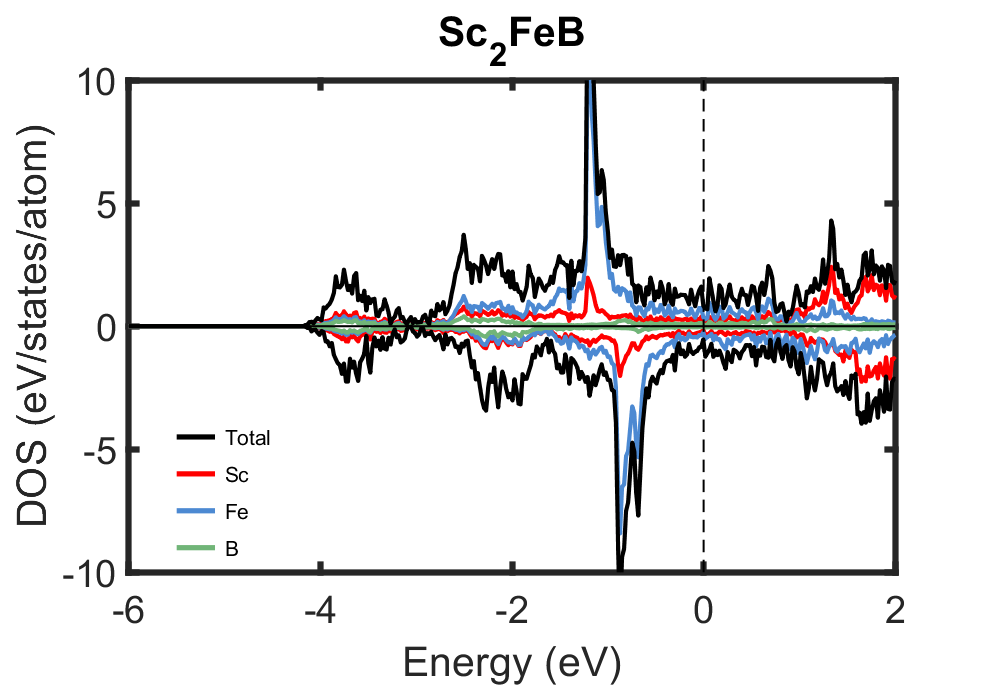 Sc₂FeB
DOS (eV/states/atom)
10
5
0
-5
-10
Total
Sc
Fe
B
-6 -4 -2 0 2
Energy (eV)